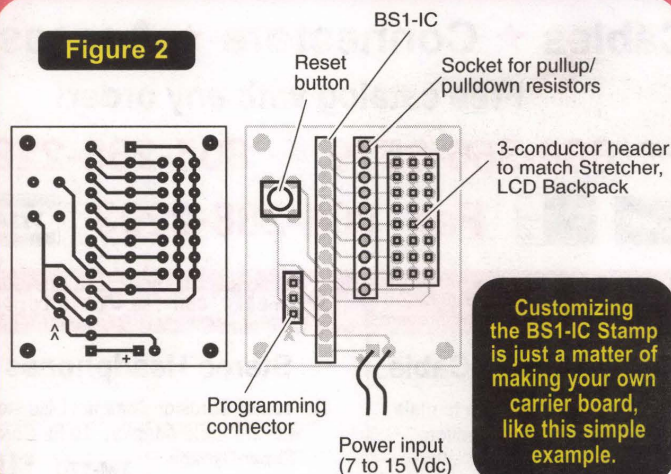 Figure 2
BS1-IC
Reset
button
Socket for pullup/
pulldown resistors
3-conductor header
to match Stretcher,
LCD Backpack
Programming
connector
Power input
(7 to 15 Vdc)
+
Customizing
the BS1-IC Stamp
is just a matter of
making your own
carrier board,
like this simple
example.